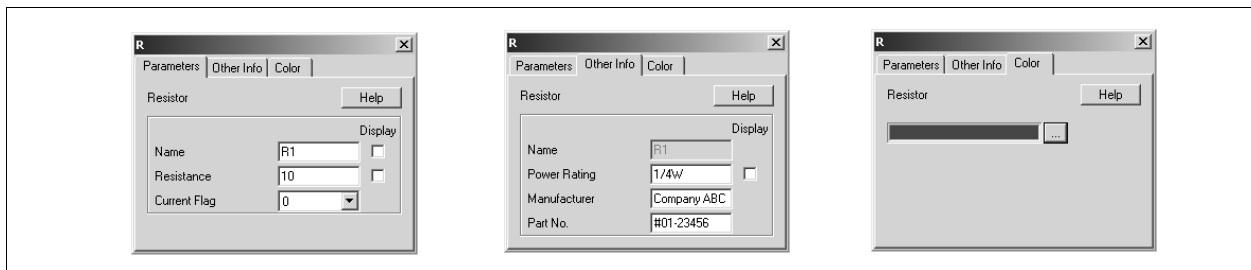 R
Parameters Other Info Color
Resistor Help
Display
Name R1
Resistance 10
Current Flag 0
R
Parameters Other Info Color
Resistor Help
Display
Name R1
Power Rating 1/4W
Manufacturer Company ABC
Part No. #01-23456
R
Parameters Other Info Color
Resistor Help
...